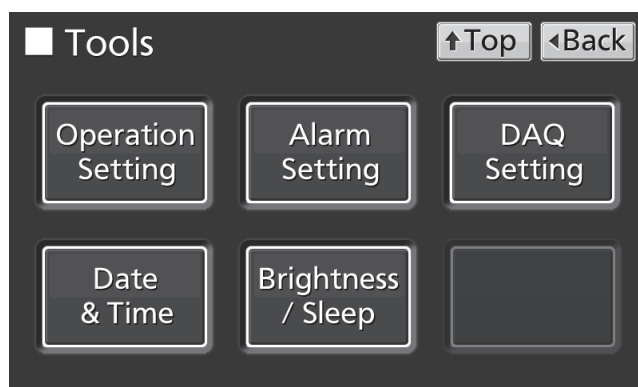 Tools
↑Top
◂Back
Operation
Setting
Alarm
Setting
DAQ
Setting
Date
& Time
Brightness
/ Sleep